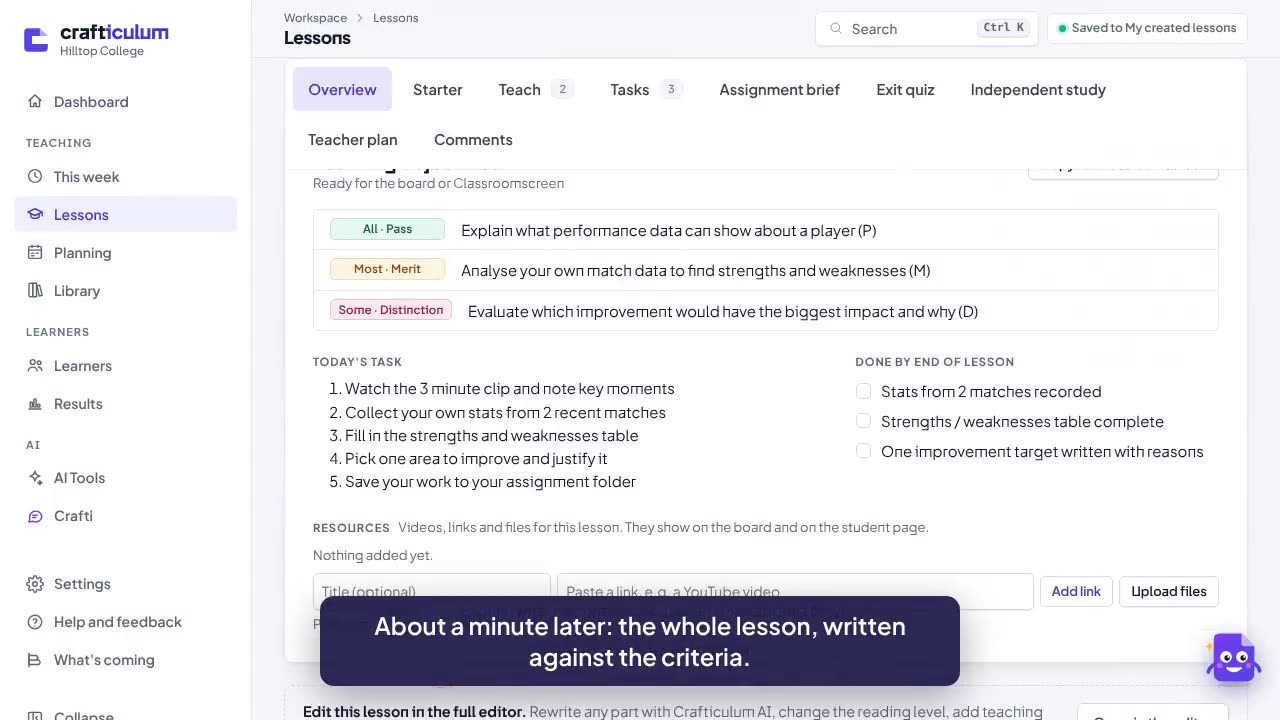 crafticulum
Hilltop College
Dashboard
TEACHING
This week
Lessons
Planning
Library
LEARNERS
Learners
Results
AI
AI Tools
Crafti
Settings
Help and feedback
What's coming
Collapse
Workspace > Lessons
Lessons
Search Ctrl K
Saved to My created lessons
Overview Starter Teach 2 Tasks 3 Assignment brief Exit quiz Independent study
Teacher plan Comments
Ready for the board or Classroomscreen
All · Pass Explain what performance data can show about a player (P)
Most · Merit Analyse your own match data to find strengths and weaknesses (M)
Some · Distinction Evaluate which improvement would have the biggest impact and why (D)
TODAY'S TASK
1. Watch the 3 minute clip and note key moments
2. Collect your own stats from 2 recent matches
3. Fill in the strengths and weaknesses table
4. Pick one area to improve and justify it
5. Save your work to your assignment folder
DONE BY END OF LESSON
Stats from 2 matches recorded
Strengths / weaknesses table complete
One improvement target written with reasons
RESOURCES Videos, links and files for this lesson. They show on the board and on the student page.
Nothing added yet.
Title (optional) Paste a link, e.g. a YouTube video Add link Upload files
About a minute later: the whole lesson, written
against the criteria.
Edit this lesson in the full editor. Rewrite any part with Crafticulum AI, change the reading level, add teaching